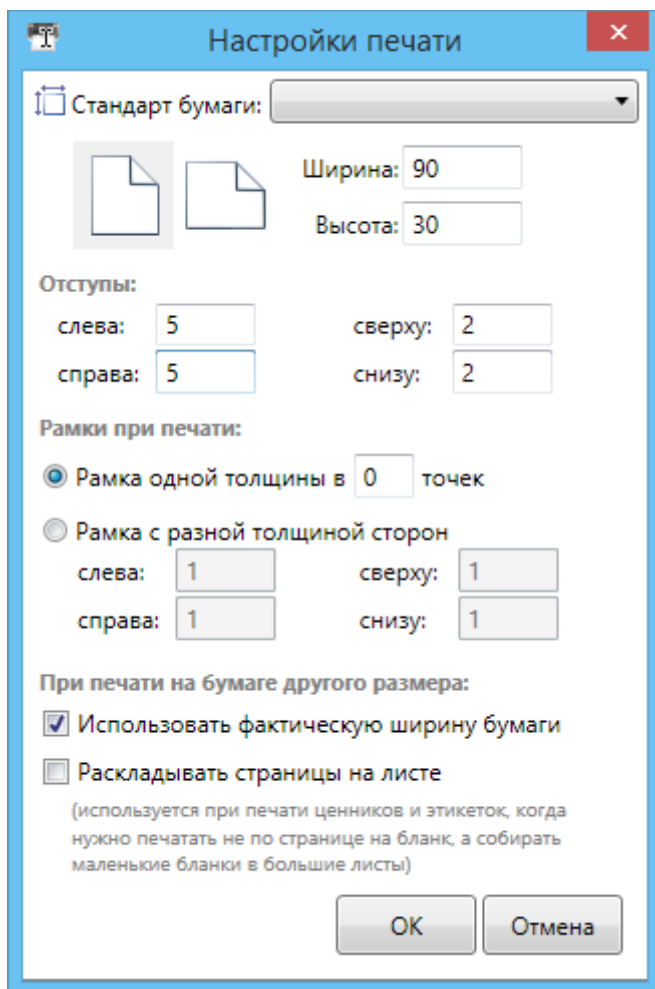 Настройки печати
Стандарт бумаги:
Ширина: 90
Высота: 30
Отступы:
слева: 5 сверху: 2
справа: 5 снизу: 2
Рамки при печати:
Рамка одной толщины в 0 точек
Рамка с разной толщиной сторон
слева: 1 сверху: 1
справа: 1 снизу: 1
При печати на бумаге другого размера:
Использовать фактическую ширину бумаги
Раскладывать страницы на листе
(используется при печати ценников и этикеток, когда
нужно печатать не по странице на бланк, а собирать
маленькие бланки в большие листы)
ОК Отмена